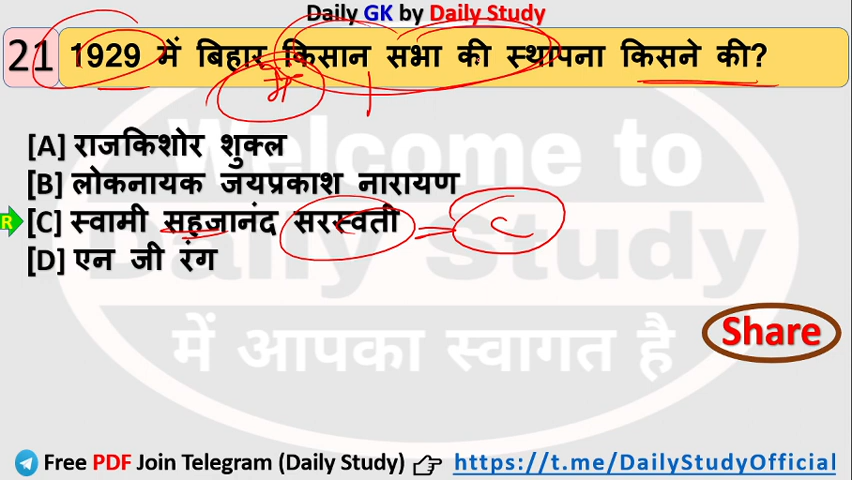 Daily GK by Daily Study
21 1929 में बिहार किसान सभा की स्थापना किसने की?
[A] राजकिशोर शुक्ल
[B] लोकनायक जयप्रकाश नारायण
R [C] स्वामी सहजानंद सरस्वती = C
[D] एन जी रंग
Welcome to
Daily Study
में आपका स्वागत है
Share
Free PDF Join Telegram (Daily Study) https://t.me/DailyStudyOfficial